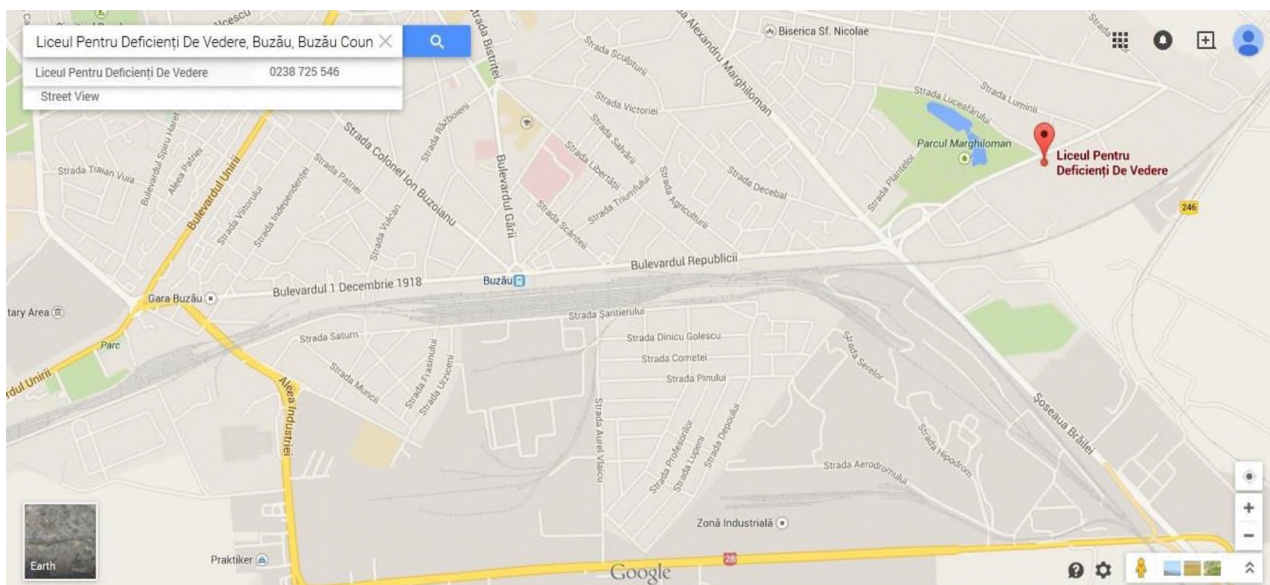 Liceul Pentru Deficienți De Vedere, Buzău, Buzău Coun
Liceul Pentru Deficienți De Vedere
0238 725 546
Street View
Strada Bistriței
Strada Sculptorii
Strada Alexandru Marghiloman
Biserica Sf. Nicolae
Strada Victoriei
Strada Luceafărului
Strada Luminii
Parcul Marghiloman
Liceul Pentru
Deficienți De Vedere
Strada Plantelor
246
Bulevardul Spiru Haret
Aleea Patriei
Strada Traian Vuia
Bulevardul Unirii
Strada Viitorului
Strada Independenței
Strada Patriei
Strada Colonel Ion Buzoianu
Strada Războieni
Strada Vulcan
Bulevardul Gării
Strada Salvării
Strada Libertății
Strada Triumfului
Strada Scânteii
Strada Agriculturii
Strada Decebal
Bulevardul Republicii
Buzău
Bulevardul 1 Decembrie 1918
Gara Buzău
tary Area
Parc
rdul Unirii
Strada Saturn
Strada Muncii
Strada Frasinului
Strada Urziceni
Strada Șantierului
Strada Dinicu Golescu
Strada Cometei
Strada Pinului
Strada Serelor
Aleea Industriei
Strada Aurel Vlaicu
Strada Profesorilor
Strada Lupeni
Strada Depoului
Strada Aerodromului
Strada Hipodrom
Șoseaua Brăilei
Zonă Industrială
Praktiker
2B
Earth
Google